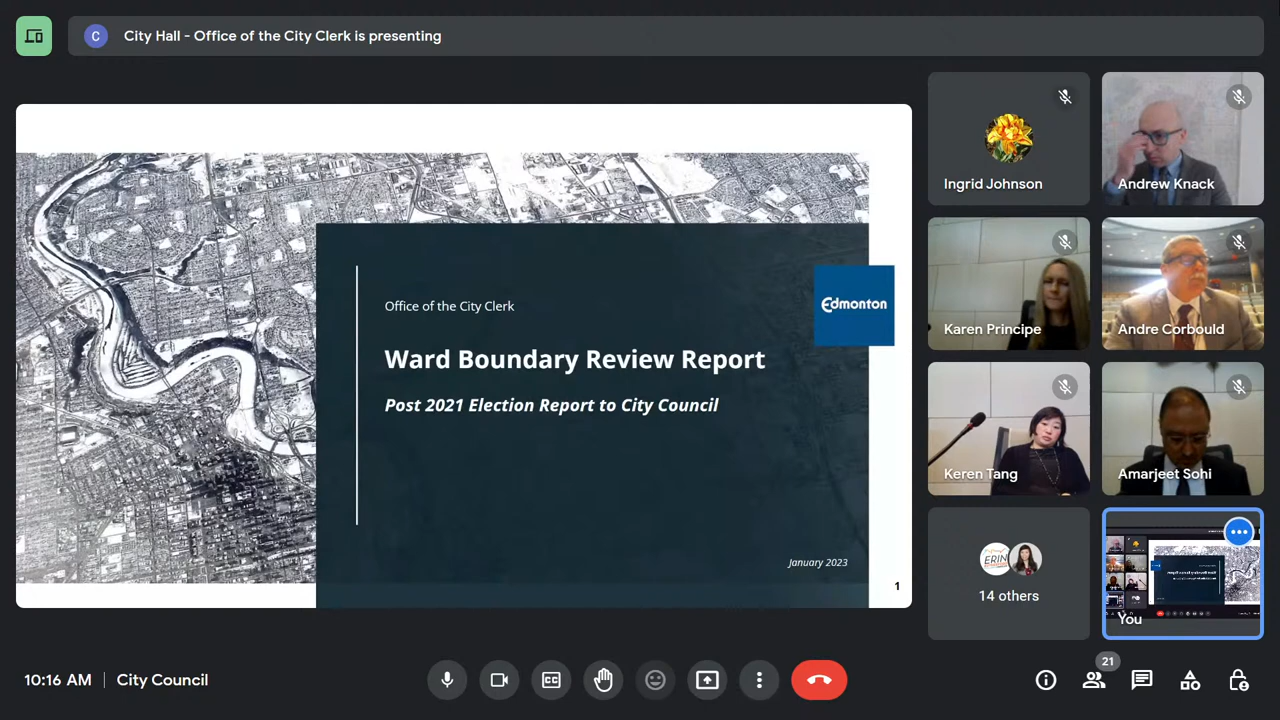 C
City Hall - Office of the City Clerk is presenting
Office of the City Clerk
Edmonton
Ward Boundary Review Report
Post 2021 Election Report to City Council
January 2023
1
Ingrid Johnson
Andrew Knack
Karen Principe
Andre Corbould
Keren Tang
Amarjeet Sohi
ERIN
14 others
You
10:16 AM
City Council
CC
21